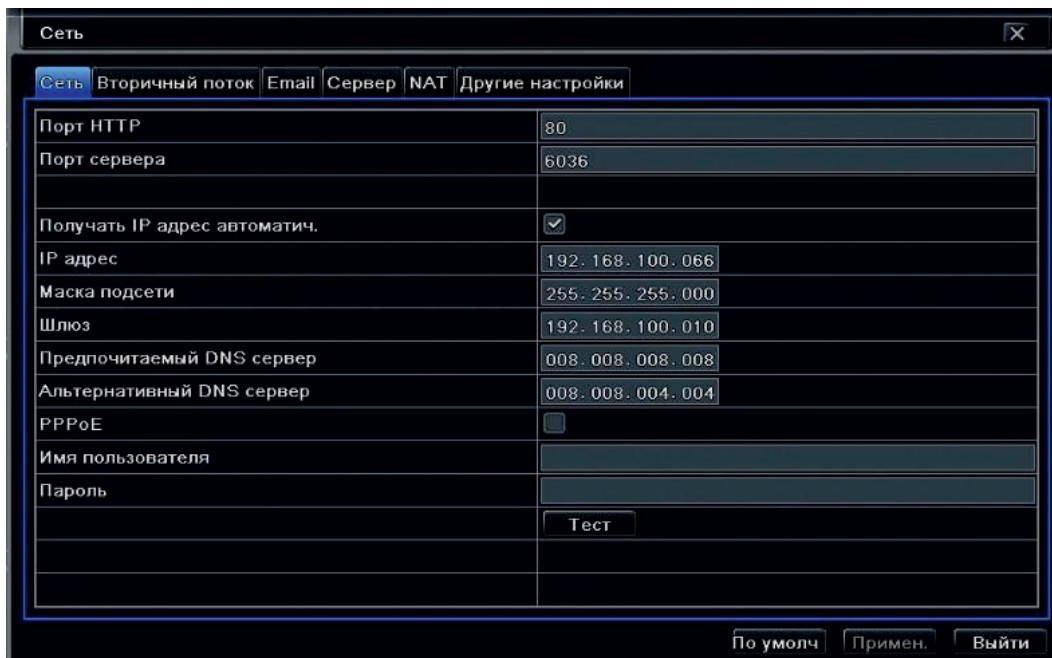 Сеть
Сеть Вторичный поток Email Сервер NAT Другие настройки
Порт HTTP 80
Порт сервера 6036
Получать IP адрес автоматич.
IP адрес 192. 168. 100. 066
Маска подсети 255. 255. 255. 000
Шлюз 192. 168. 100. 010
Предпочитаемый DNS сервер 008. 008. 008. 008
Альтернативный DNS сервер 008. 008. 004. 004
PPPoE
Имя пользователя
Пароль
Тест
По умолч Примен. Выйти